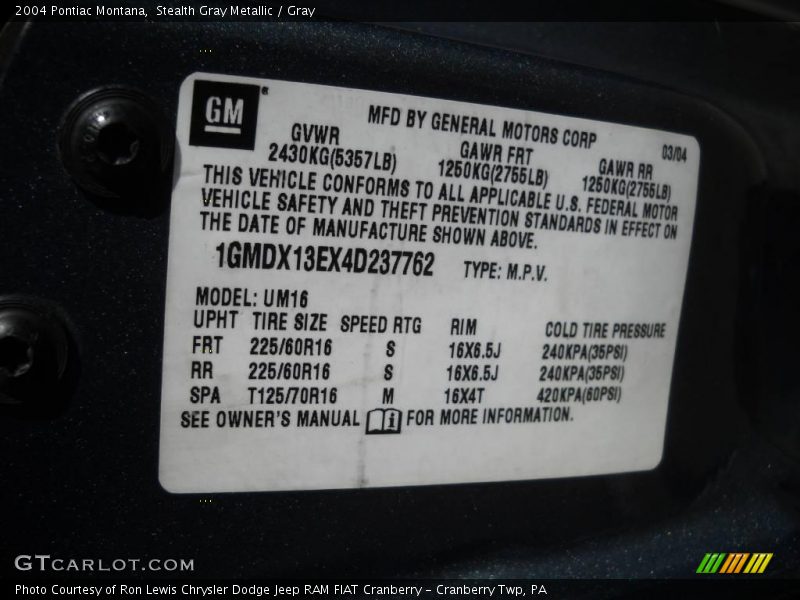 2004 Pontiac Montana, Stealth Gray Metallic / Gray
GM®
MFD BY GENERAL MOTORS CORP
03/04
GVWR GAWR FRT GAWR RR
2430KG(5357LB) 1250KG(2755LB) 1250KG(2755LB)
THIS VEHICLE CONFORMS TO ALL APPLICABLE U.S. FEDERAL MOTOR
VEHICLE SAFETY AND THEFT PREVENTION STANDARDS IN EFFECT ON
THE DATE OF MANUFACTURE SHOWN ABOVE.
1GMDX13EX4D237762 TYPE: M.P.V.
MODEL: UM16
UPHT TIRE SIZE SPEED RTG RIM COLD TIRE PRESSURE
FRT 225/60R16 S 16X6.5J 240KPA(35PSI)
RR 225/60R16 S 16X6.5J 240KPA(35PSI)
SPA T125/70R16 M 16X4T 420KPA(60PSI)
SEE OWNER'S MANUAL i FOR MORE INFORMATION.
GTCARLOT.COM
Photo Courtesy of Ron Lewis Chrysler Dodge Jeep RAM FIAT Cranberry – Cranberry Twp, PA